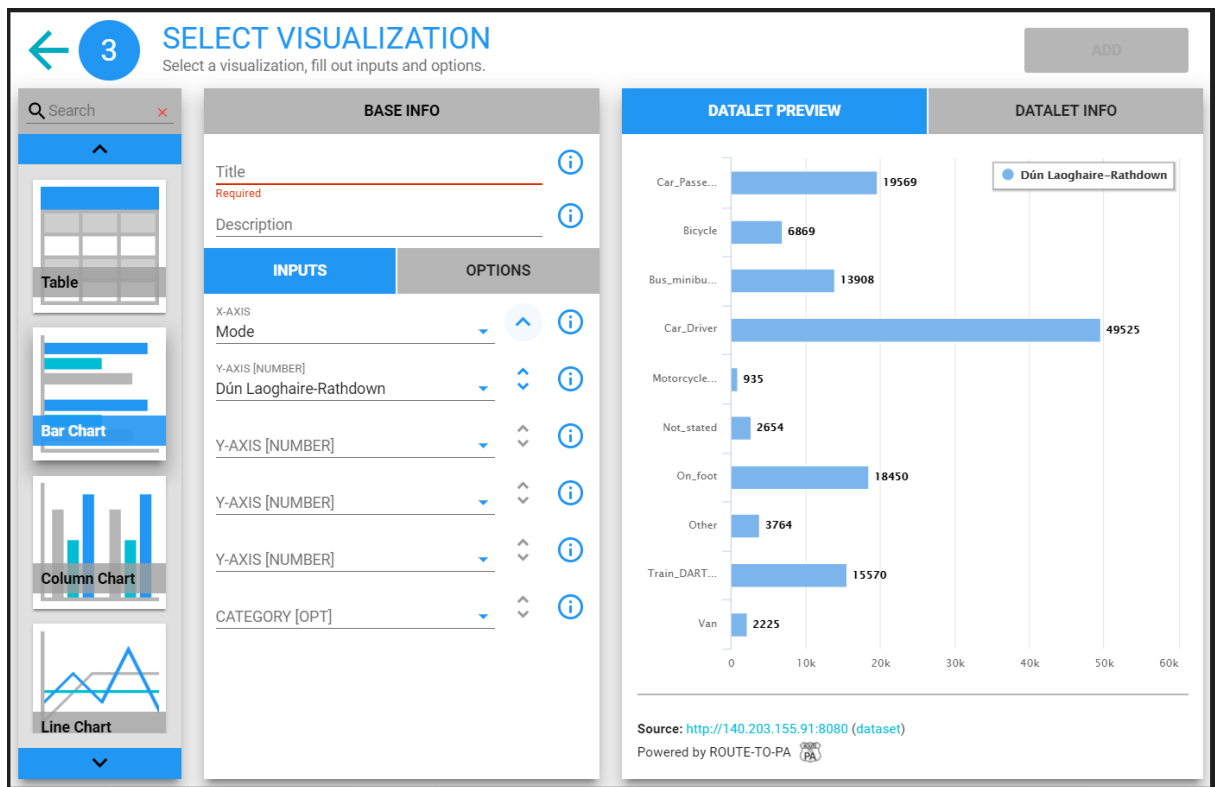 3
SELECT VISUALIZATION
Select a visualization, fill out inputs and options.
ADD
Search
Table
Bar Chart
Column Chart
Line Chart
BASE INFO
Title
Required
Description
INPUTS
OPTIONS
X-AXIS
Mode
Y-AXIS [NUMBER]
Dún Laoghaire-Rathdown
Y-AXIS [NUMBER]
Y-AXIS [NUMBER]
Y-AXIS [NUMBER]
CATEGORY [OPT]
DATALET PREVIEW
DATALET INFO
Dún Laoghaire-Rathdown
Car_Passe... 19569
Bicycle 6869
Bus_minibu... 13908
Car_Driver 49525
Motorcycle... 935
Not_stated 2654
On_foot 18450
Other 3764
Train_DART... 15570
Van 2225
0 10k 20k 30k 40k 50k 60k
Source: http://140.203.155.91:8080 (dataset)
Powered by ROUTE-TO-PA PA